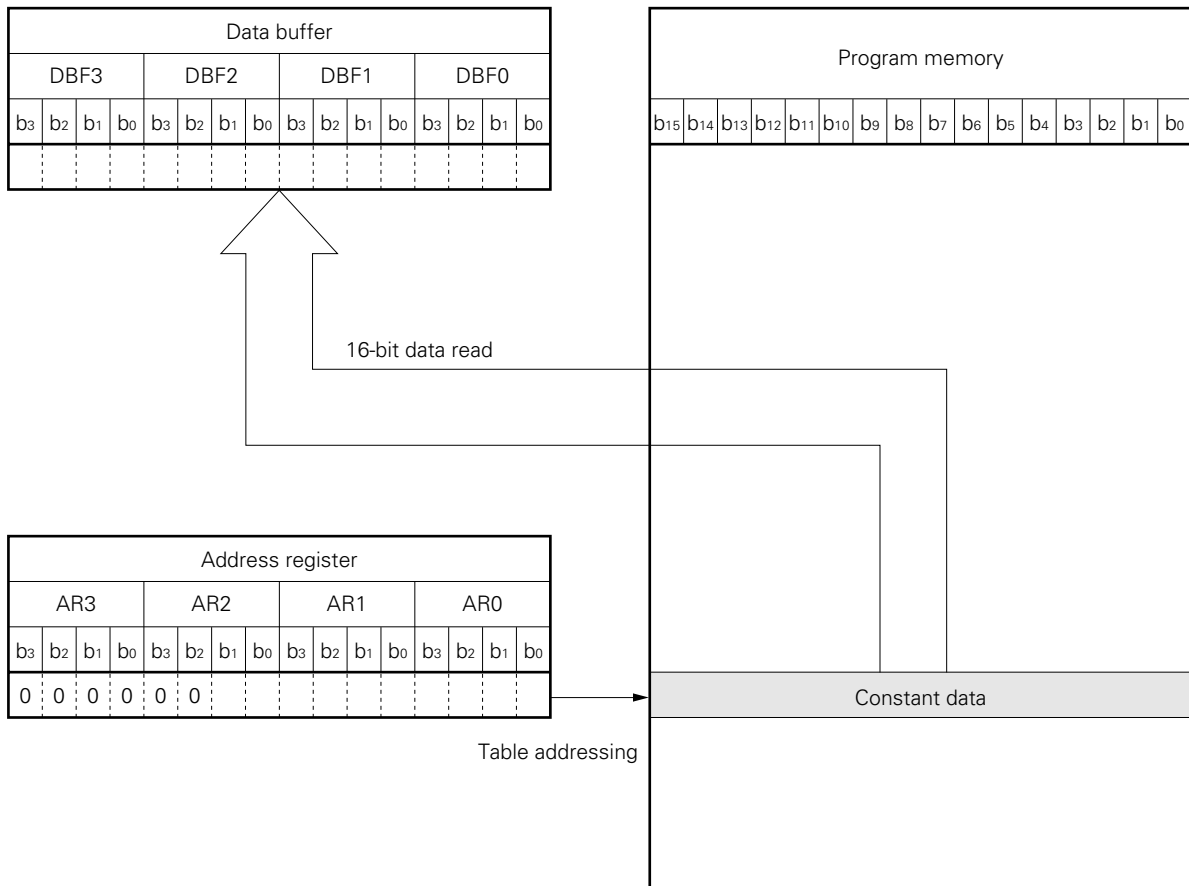 Data buffer
DBF3 DBF2 DBF1 DBF0
b3 b2 b1 b0 b3 b2 b1 b0 b3 b2 b1 b0 b3 b2 b1 b0
Program memory
b15 b14 b13 b12 b11 b10 b9 b8 b7 b6 b5 b4 b3 b2 b1 b0
16-bit data read
Address register
AR3 AR2 AR1 AR0
b3 b2 b1 b0 b3 b2 b1 b0 b3 b2 b1 b0 b3 b2 b1 b0
0 0 0 0 0 0
Constant data
Table addressing